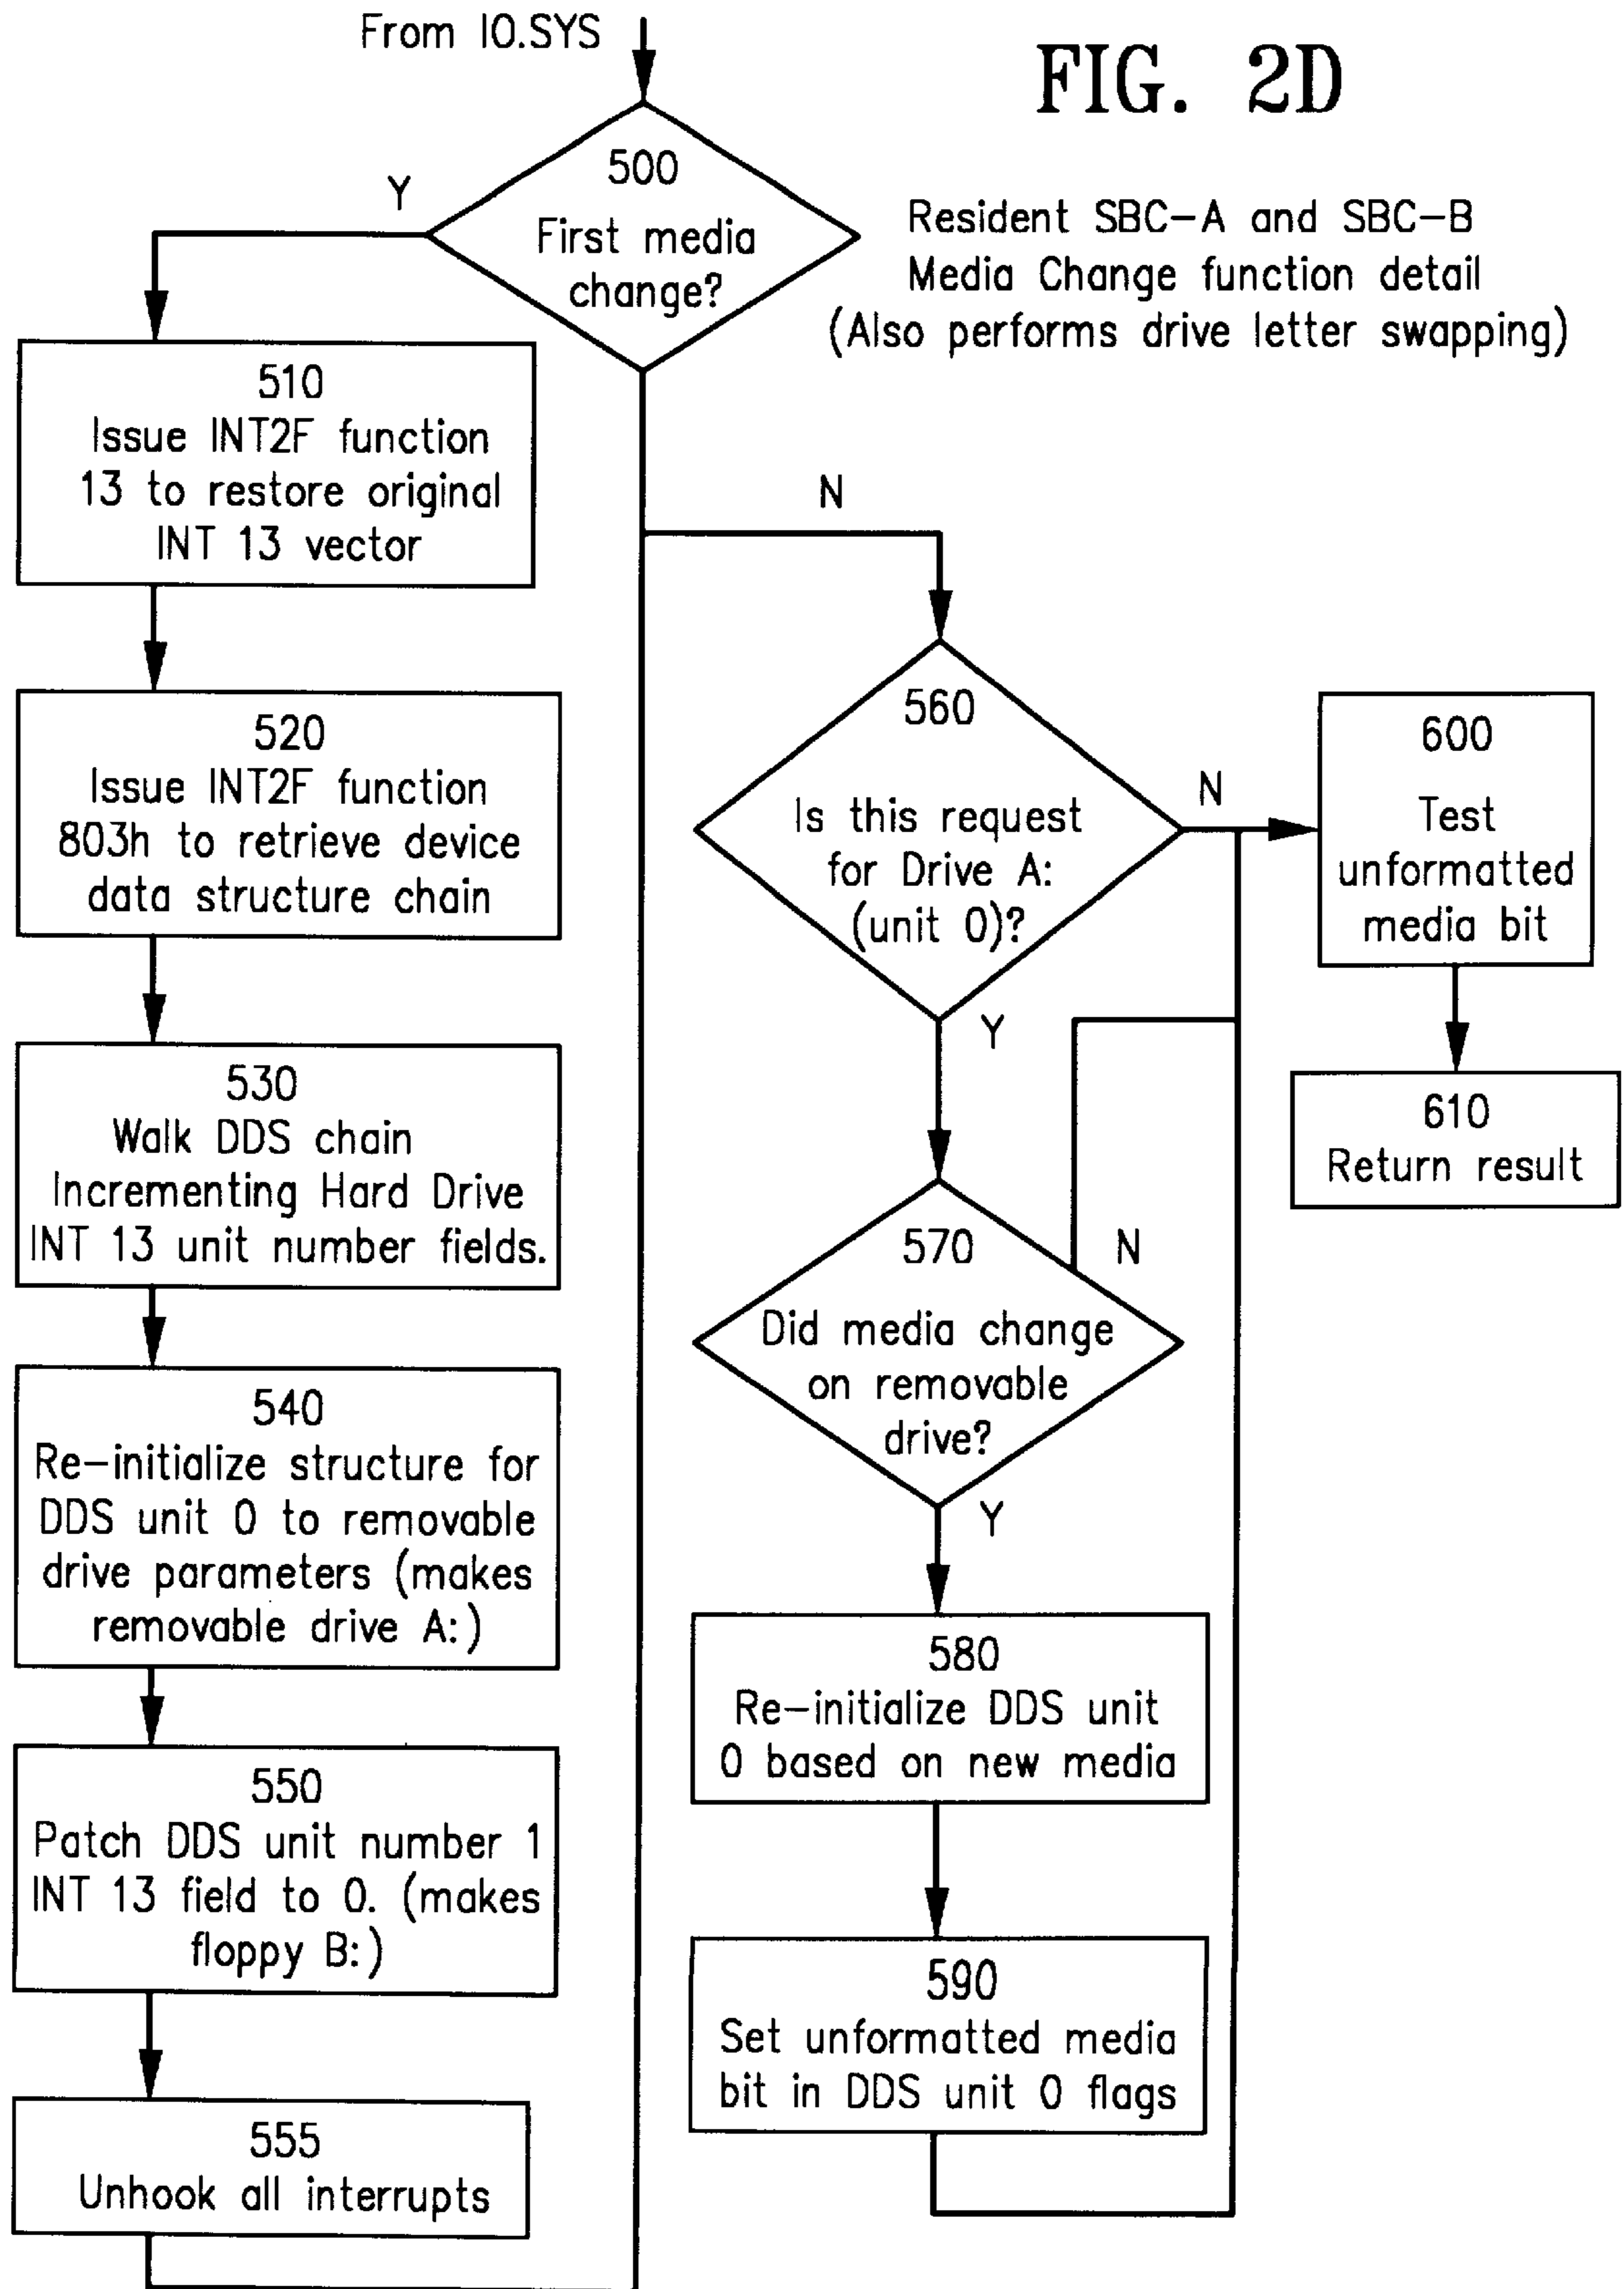 From IO.SYS
FIG. 2D
500
First media
change?
Y
Resident SBC-A and SBC-B
Media Change function detail
(Also performs drive letter swapping)
510
Issue INT2F function
13 to restore original
INT 13 vector
N
520
Issue INT2F function
803h to retrieve device
data structure chain
560
Is this request
for Drive A:
(unit 0)?
N
Y
600
Test
unformatted
media bit
530
Walk DDS chain
Incrementing Hard Drive
INT 13 unit number fields.
610
Return result
570
Did media change
on removable
drive?
N
Y
540
Re-initialize structure for
DDS unit 0 to removable
drive parameters (makes
removable drive A:)
580
Re-initialize DDS unit
0 based on new media
550
Patch DDS unit number 1
INT 13 field to 0. (makes
floppy B:)
590
Set unformatted media
bit in DDS unit 0 flags
555
Unhook all interrupts